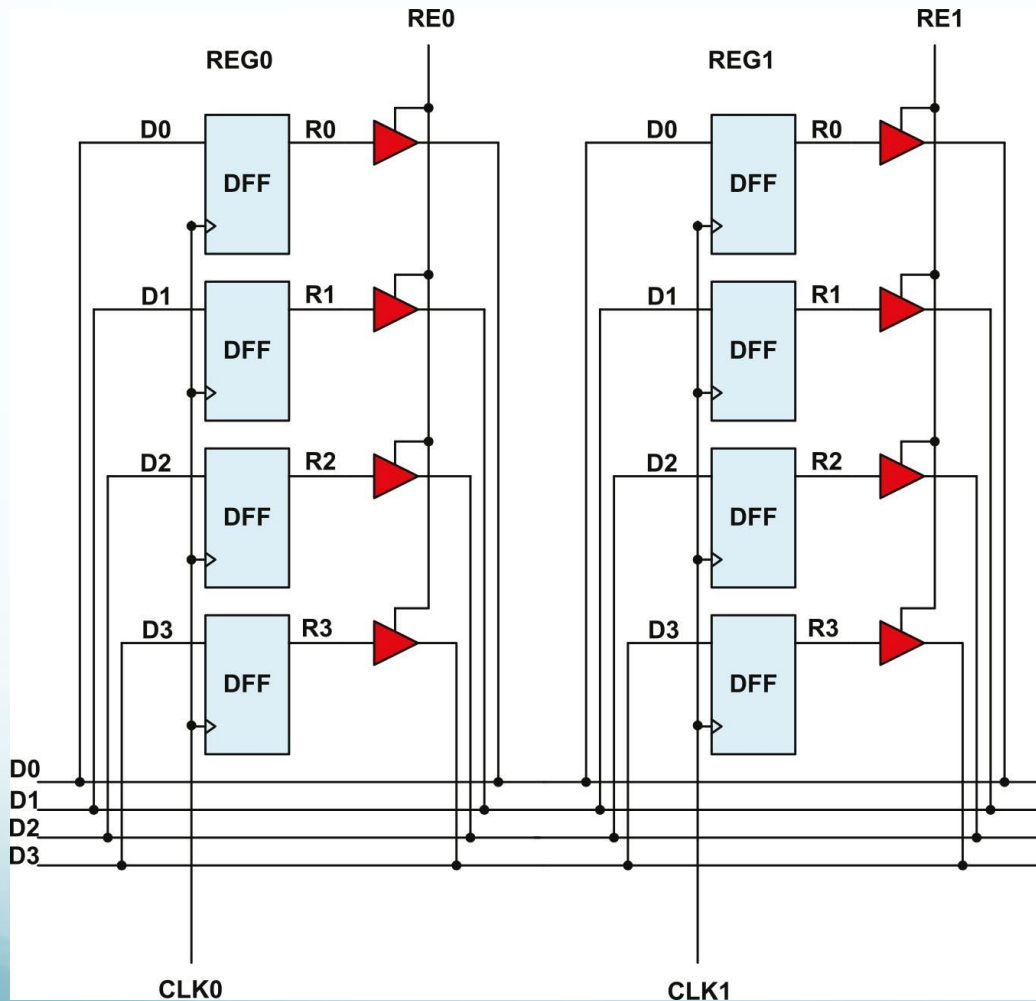 RE0
RE1
REG0
REG1
D0 R0 D0 R0
DFF DFF
D1 R1 D1 R1
DFF DFF
D2 R2 D2 R2
DFF DFF
D3 R3 D3 R3
DFF DFF
D0
D1
D2
D3
CLK0 CLK1